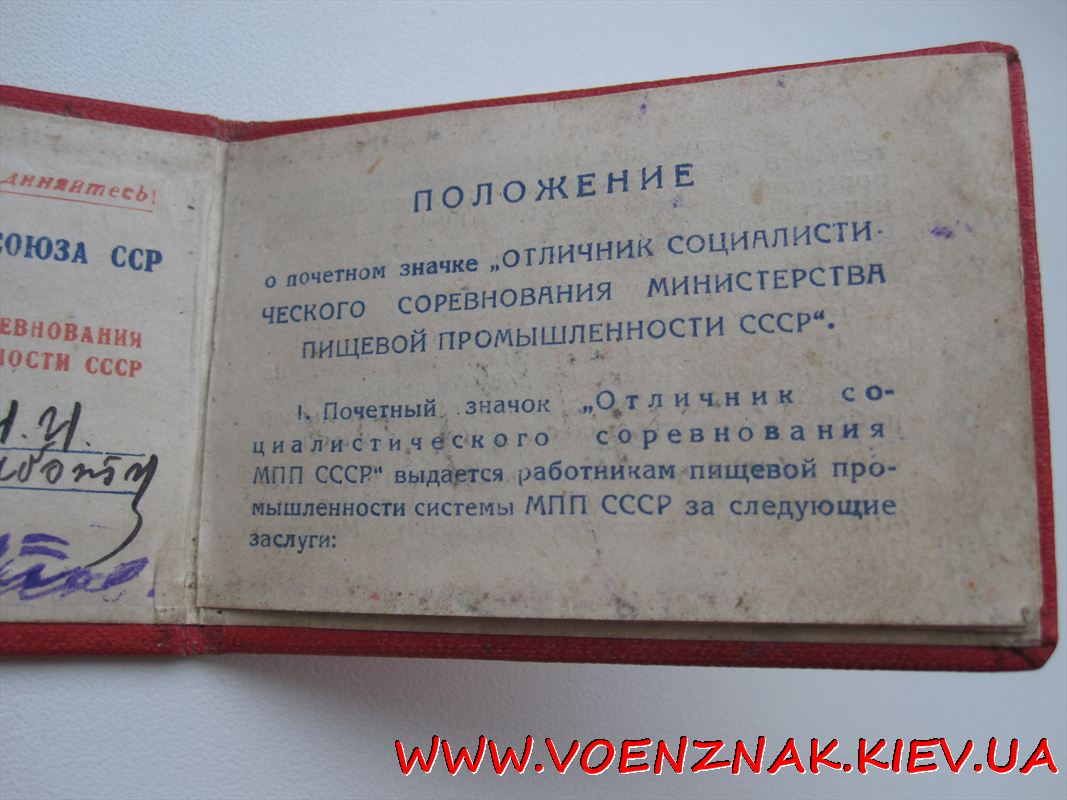 диняйтесь!
СОЮЗА ССР
РЕВНОВАНИЯ
НОСТИ СССР
И.
ПОЛОЖЕНИЕ
о почетном значке „ОТЛИЧНИК СОЦИАЛИСТИ-
ЧЕСКОГО СОРЕВНОВАНИЯ МИНИСТЕРСТВА
ПИЩЕВОЙ ПРОМЫШЛЕННОСТИ СССР“.
1. Почетный значок „Отличник со-
циалистического соревнования
МПП СССР“ выдается работникам пищевой про-
мышленности системы МПП СССР за следующие
заслуги:
WWW.VOENZNAK.KIEV.UA